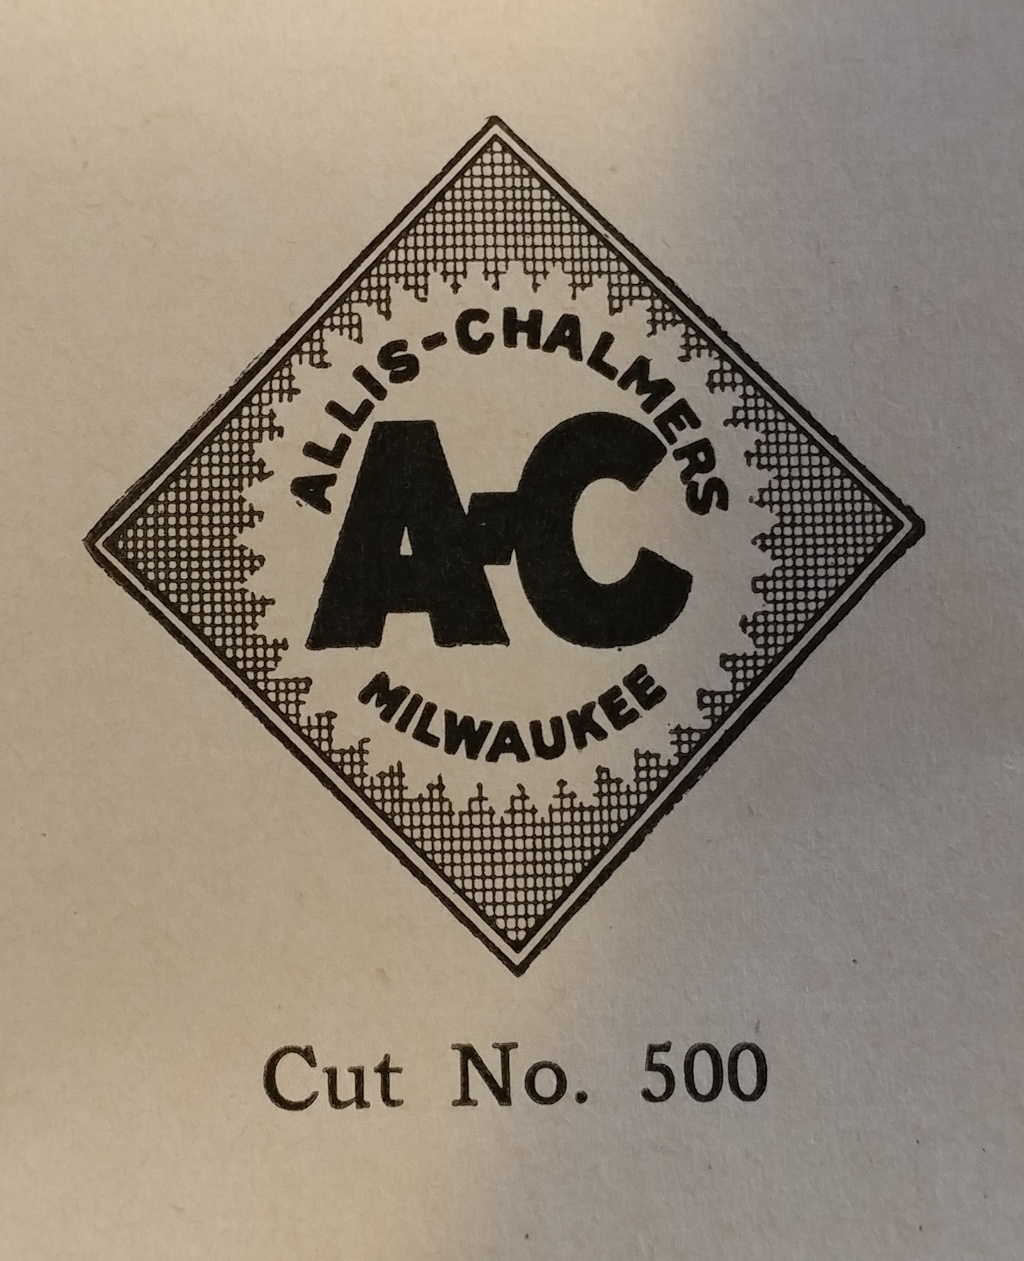 ALLIS-CHALMERS
A-C
MILWAUKEE
Cut No. 500